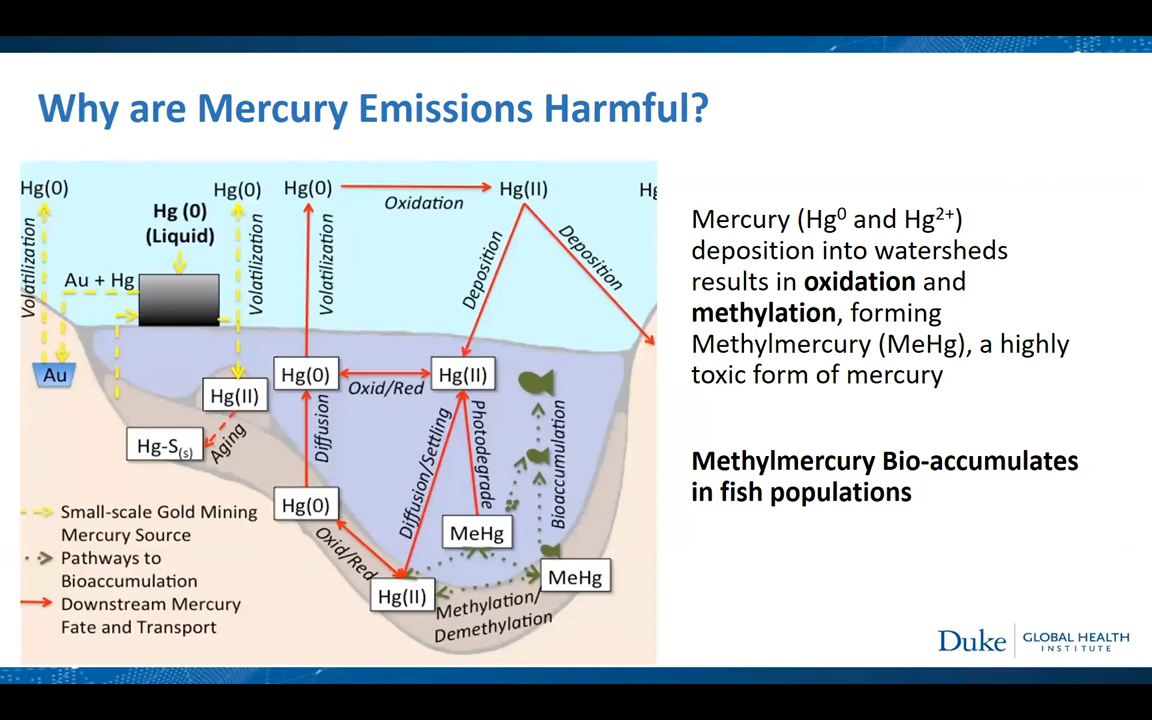 Why are Mercury Emissions Harmful?
Hg(0)
Hg(0)
Hg(0)
Oxidation
Hg(II)
Hg
Hg (0)
(Liquid)
Volatilization
Volatilization
Volatilization
Deposition
Deposition
Au + Hg
Au
Hg(II)
Hg(0)
Oxid/Red
Hg(II)
Hg-S(s)
Aging
Diffusion
Diffusion/Settling
Photodegrade
Bioaccumulation
Hg(0)
MeHg
Oxid/Red
Hg(II)
MeHg
Methylation/
Demethylation
Small-scale Gold Mining
Mercury Source
Pathways to
Bioaccumulation
Downstream Mercury
Fate and Transport
Mercury (Hg⁰ and Hg²⁺)
deposition into watersheds
results in oxidation and
methylation, forming
Methylmercury (MeHg), a highly
toxic form of mercury
Methylmercury Bio-accumulates
in fish populations
Duke
GLOBAL HEALTH
INSTITUTE